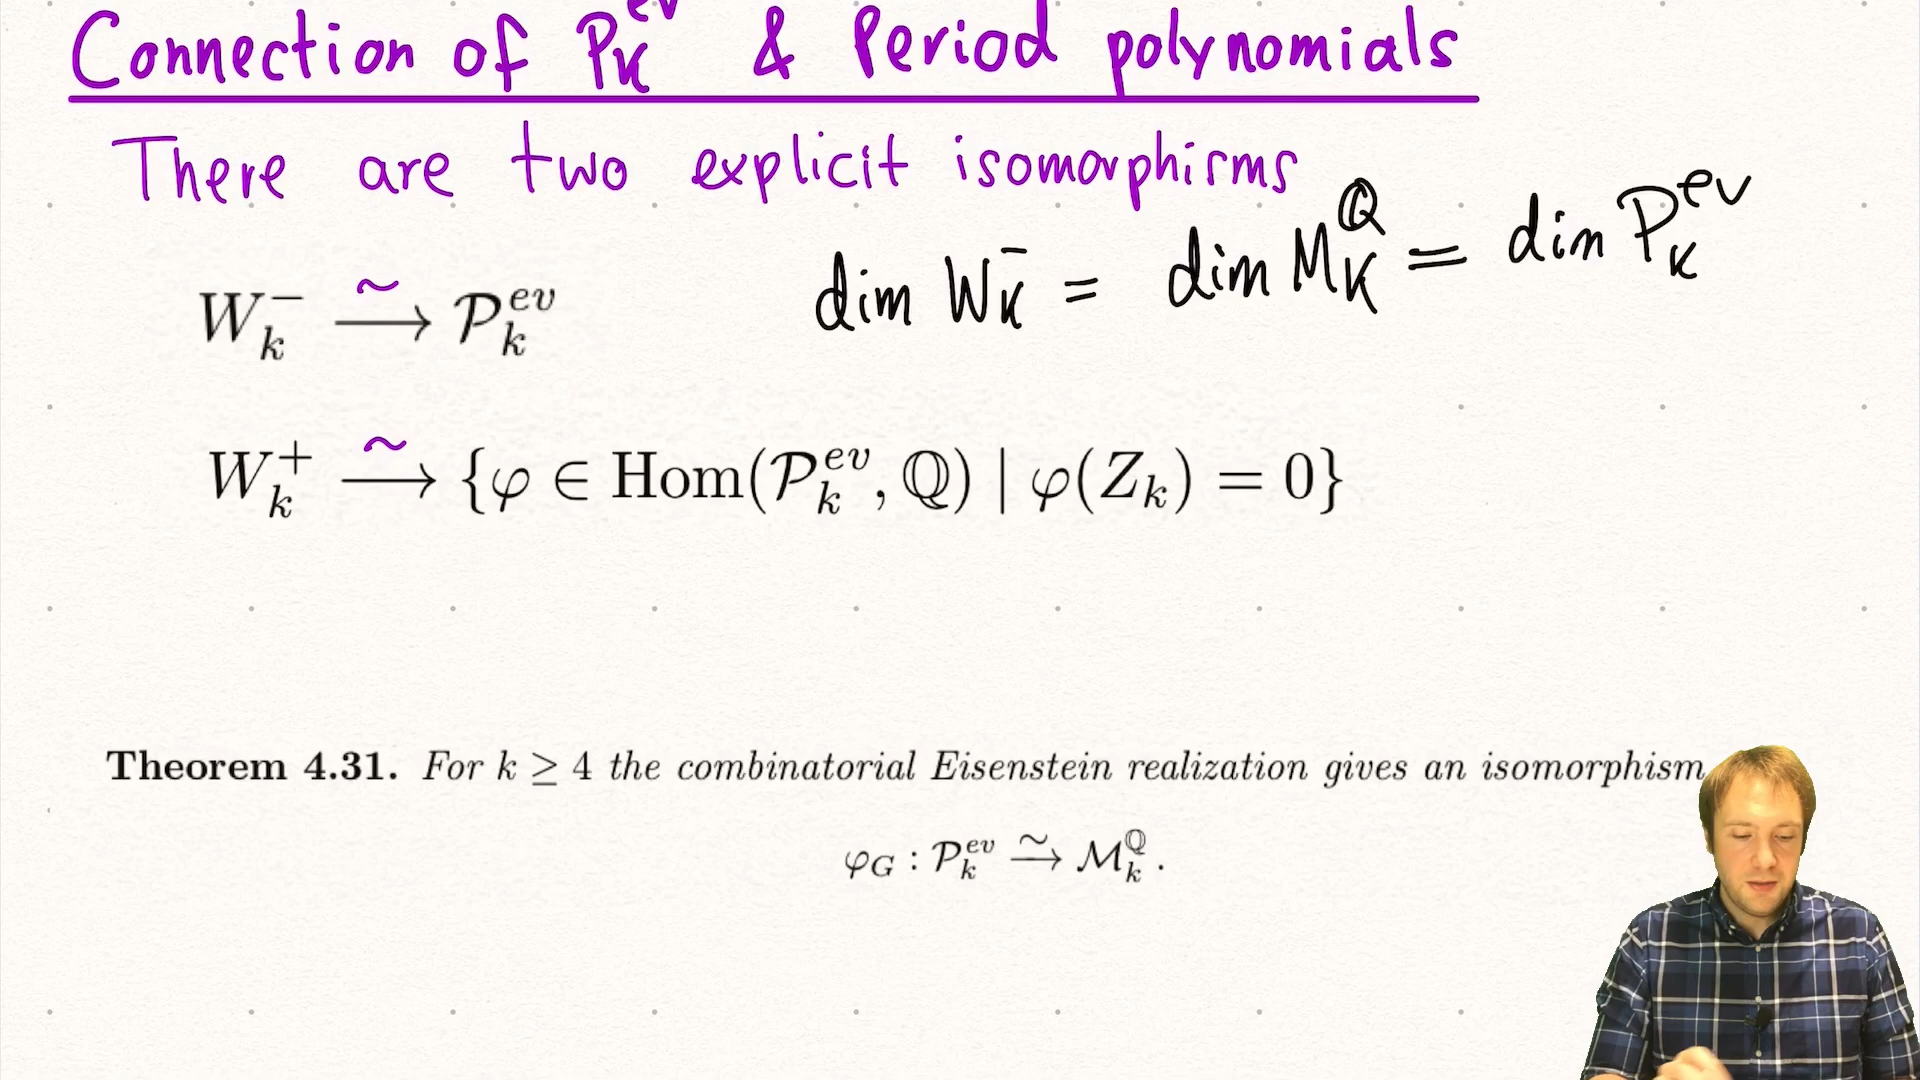 Connection of P_k^ev & Period polynomials
There are two explicit isomorphisms
dim W_k^- = dim M_k^ℚ = dim P_k^ev
W_k^- ⟶̃ 𝒫_k^{ev}
W_k^+ ⟶̃ {φ ∈ Hom(𝒫_k^{ev}, ℚ) | φ(Z_k) = 0}
Theorem 4.31. For k ≥ 4 the combinatorial Eisenstein realization gives an isomorphism
φ_G : 𝒫_k^{ev} ⟶̃ ℳ_k^ℚ .